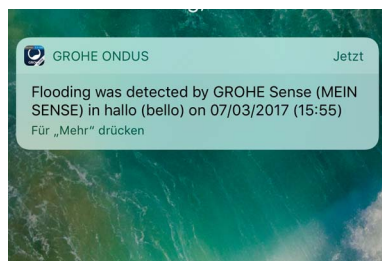 GROHE ONDUS Jetzt
Flooding was detected by GROHE Sense (MEIN
SENSE) in hallo (bello) on 07/03/2017 (15:55)
Für „Mehr“ drücken